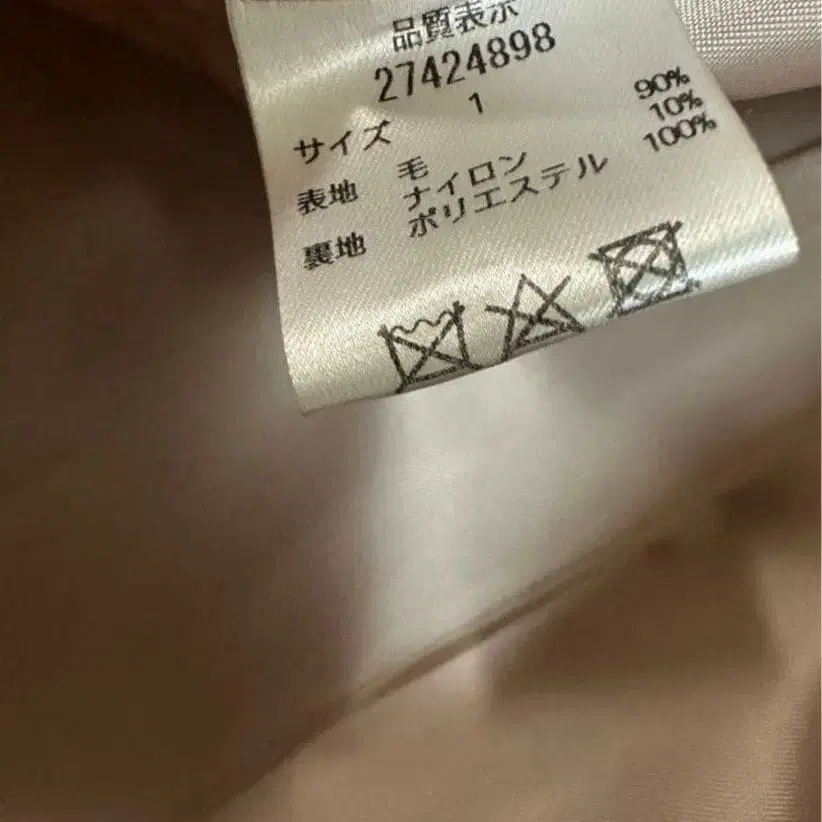 品質表示
27424898
サイズ 1
表地 毛 90%
ナイロン 10%
裏地 ポリエステル 100%